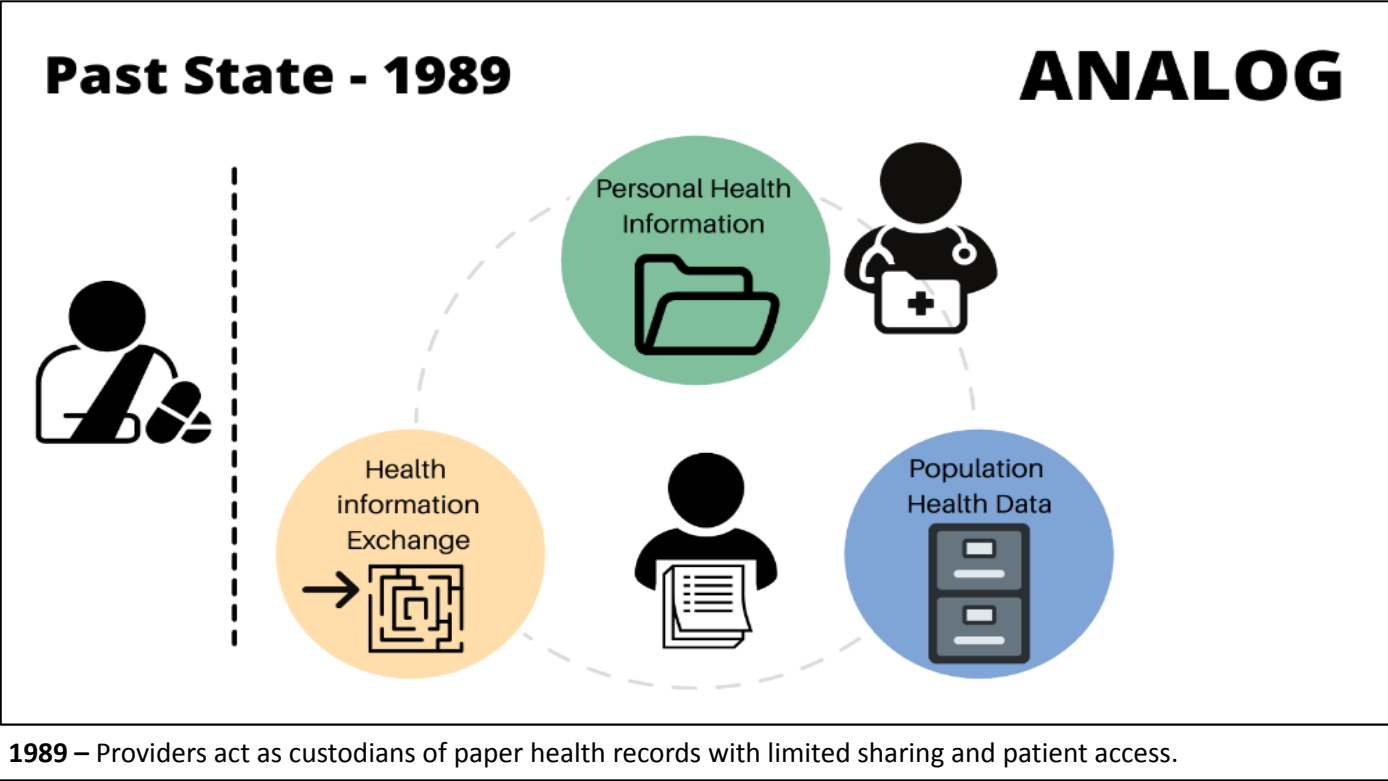 Past State - 1989
ANALOG
Personal Health
Information
Health
information
Exchange
Population
Health Data
1989 – Providers act as custodians of paper health records with limited sharing and patient access.